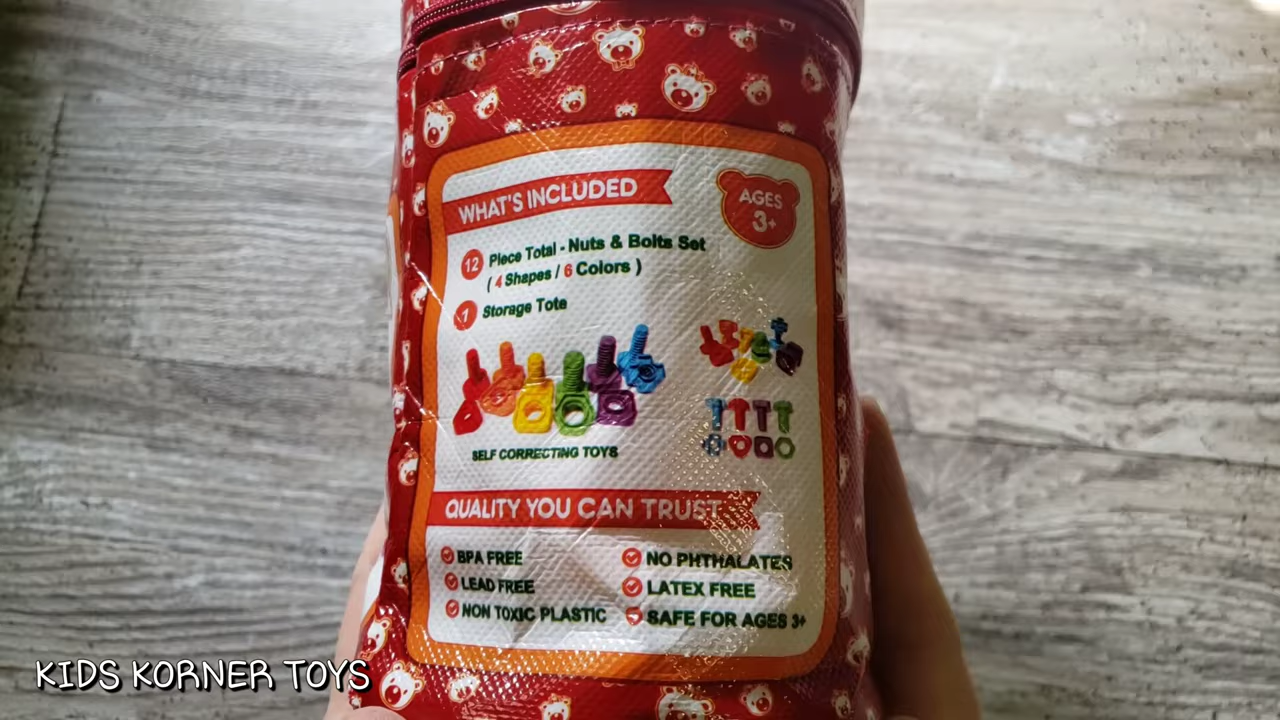 WHAT'S INCLUDED
AGES
3+
12 Piece Total - Nuts & Bolts Set
( 4 Shapes / 6 Colors )
1 Storage Tote
SELF CORRECTING TOYS
QUALITY YOU CAN TRUST
BPA FREE
LEAD FREE
NON TOXIC PLASTIC
NO PHTHALATES
LATEX FREE
SAFE FOR AGES 3+
KIDS KORNER TOYS